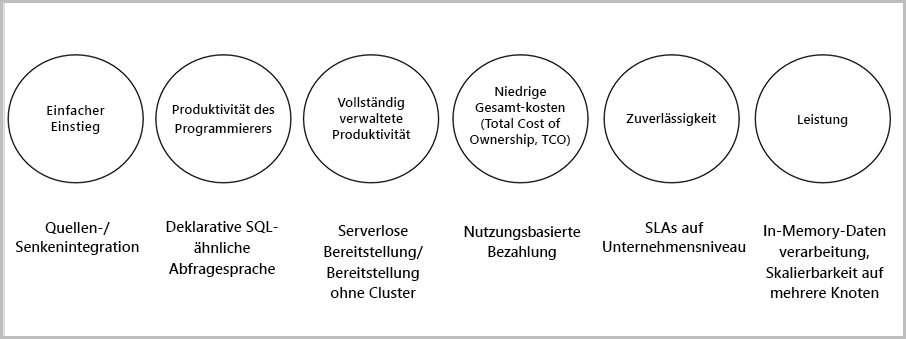 Einfacher
Einstieg
Produktivität des
Programmierers
Vollständig
verwaltete
Produktivität
Niedrige
Gesamt-kosten
(Total Cost of
Ownership, TCO)
Zuverlässigkeit
Leistung
Quellen-/
Senkenintegration
Deklarative SQL-
ähnliche
Abfragesprache
Serverlose
Bereitstellung/
Bereitstellung
ohne Cluster
Nutzungsbasierte
Bezahlung
SLAs auf
Unternehmensniveau
In-Memory-Daten
verarbeitung,
Skalierbarkeit auf
mehrere Knoten